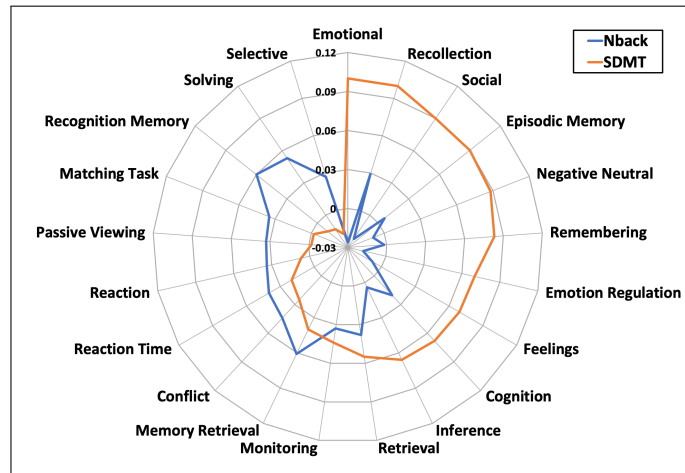 Emotional
Recollection
Social
Episodic Memory
Negative Neutral
Remembering
Emotion Regulation
Feelings
Cognition
Inference
Retrieval
Monitoring
Memory Retrieval
Conflict
Reaction Time
Reaction
Passive Viewing
Matching Task
Recognition Memory
Solving
Selective
0.12
0.09
0.06
0.03
0
-0.03
Nback
SDMT